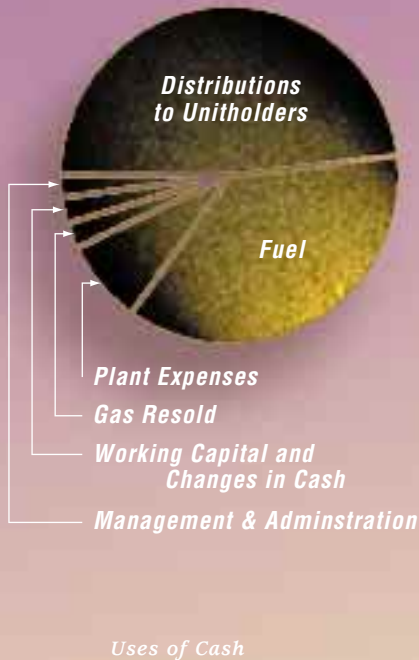 Distributions
to Unitholders
Fuel
Plant Expenses
Gas Resold
Working Capital and
Changes in Cash
Management & Adminstration
Uses of Cash